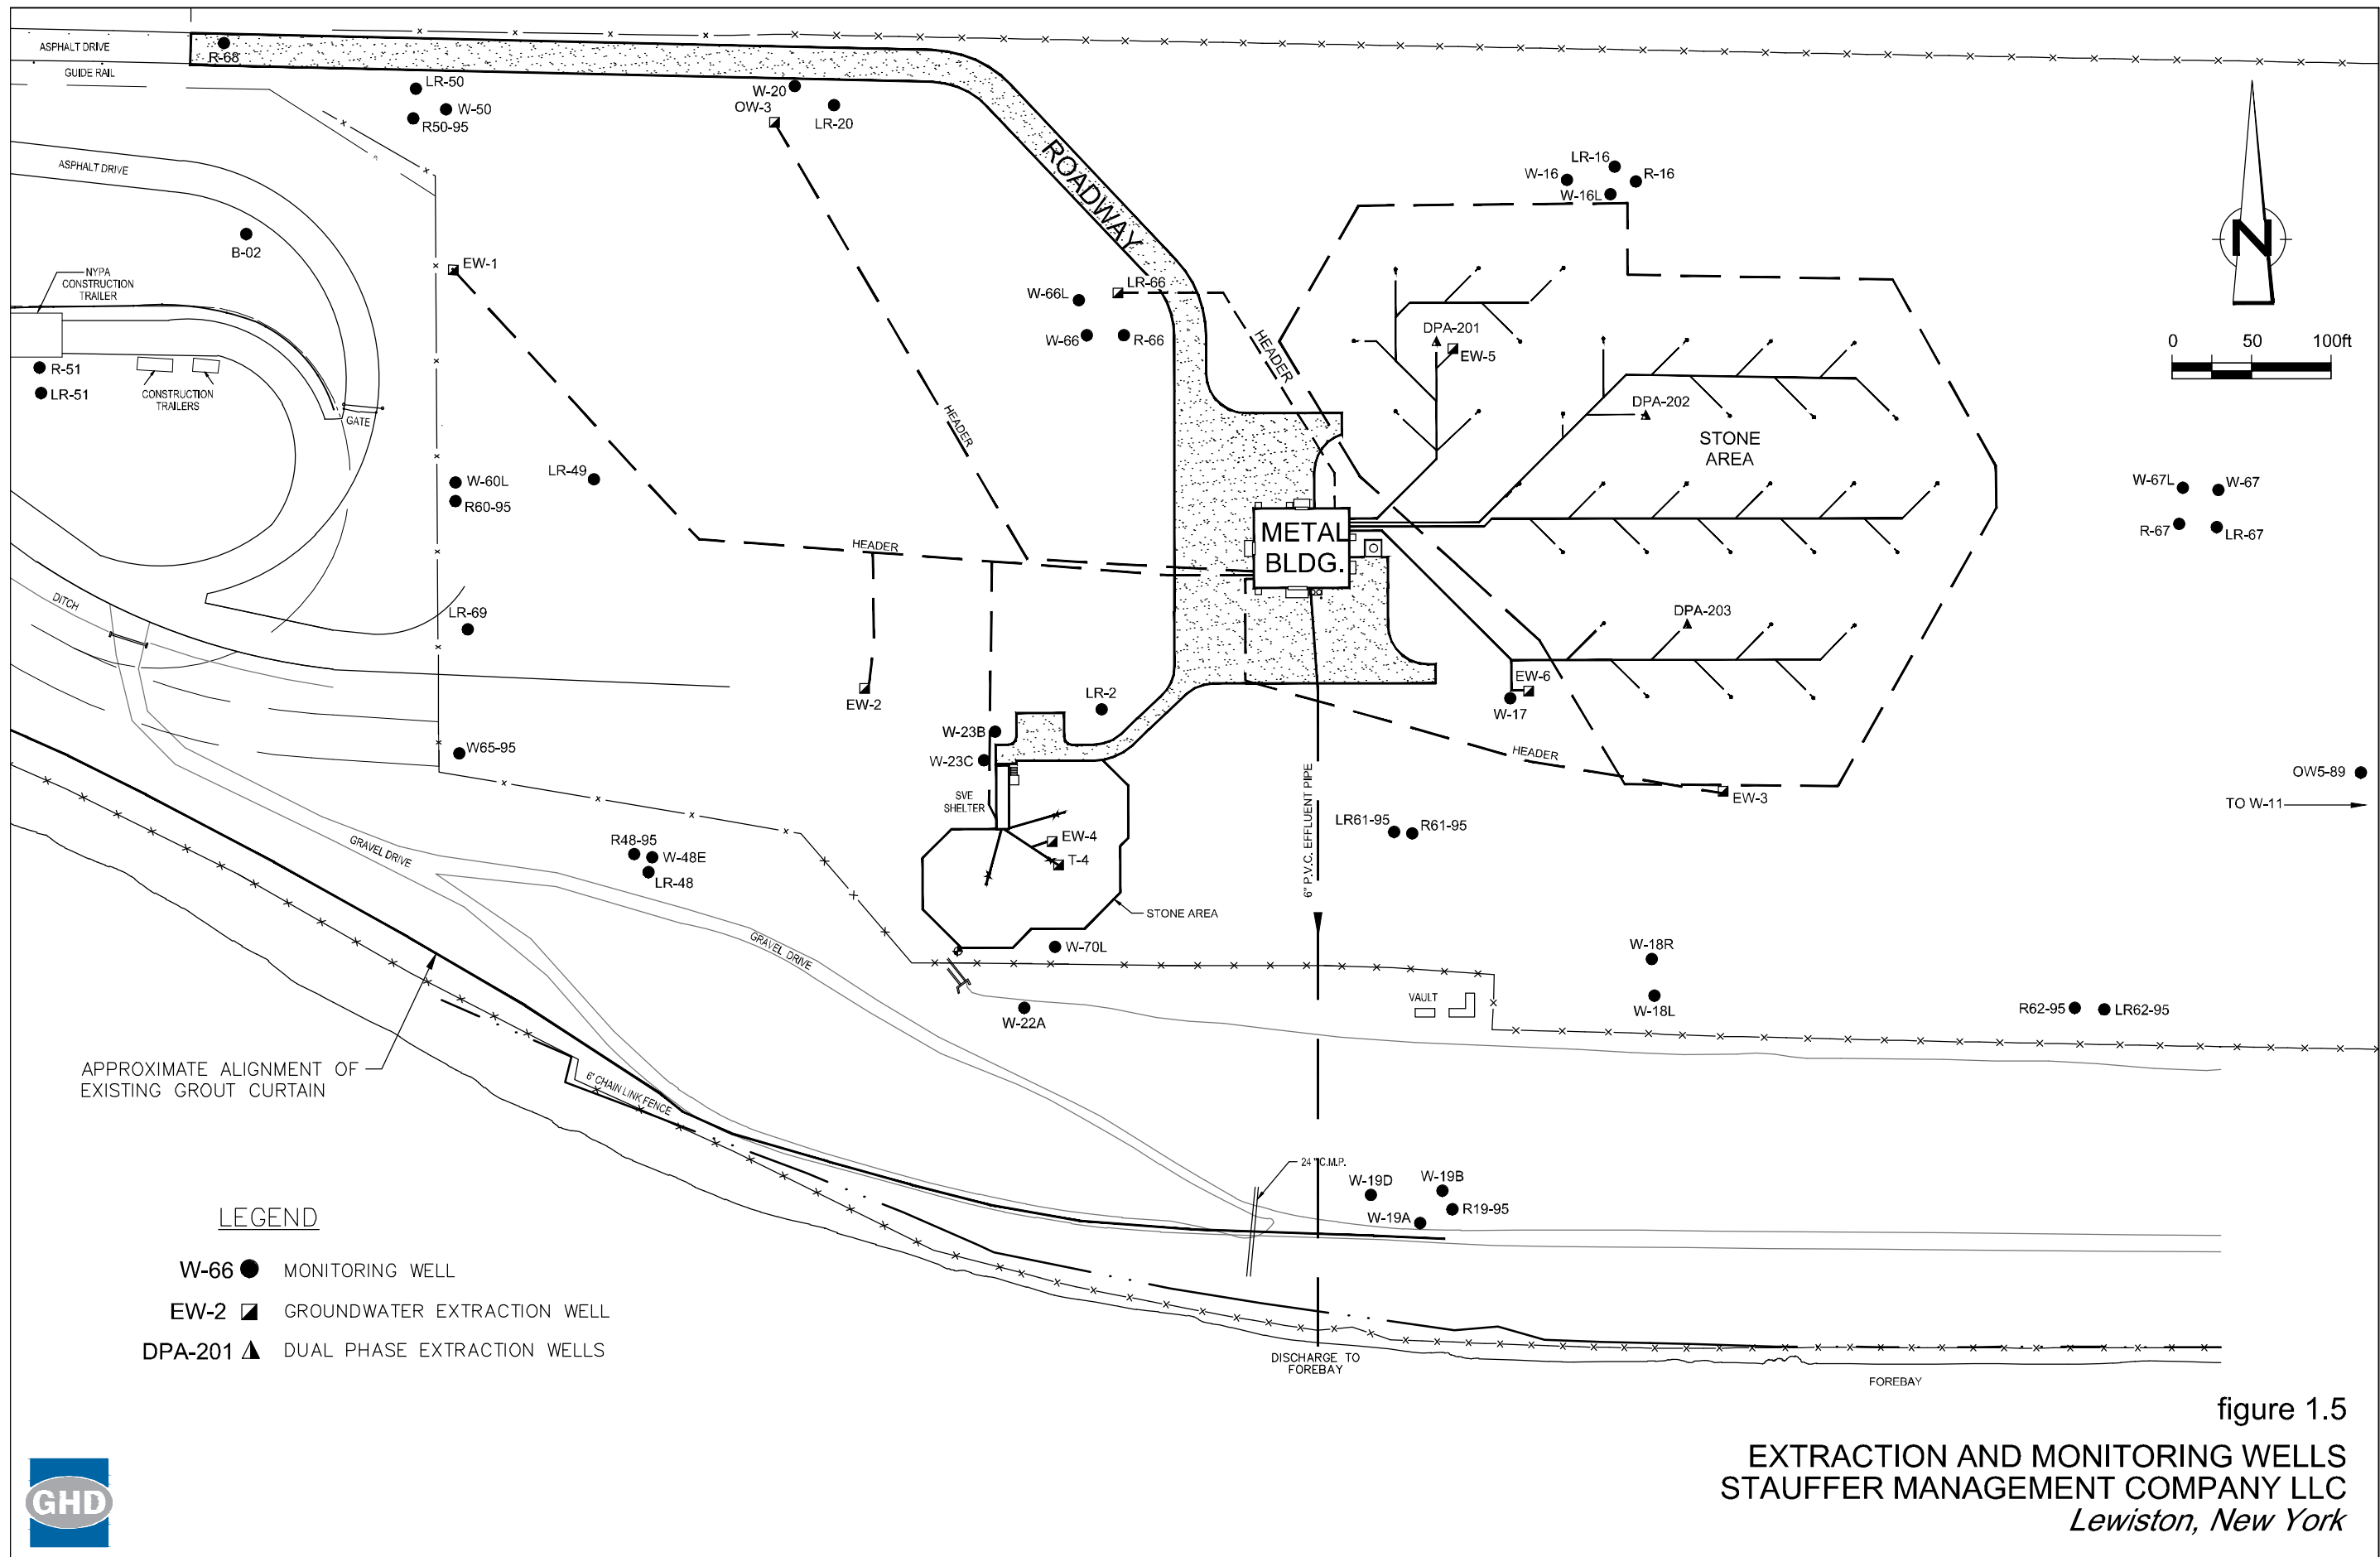 ASPHALT DRIVE
R-68
GUIDE RAIL
LR-50
W-50
R50-95
W-20
OW-3
LR-20
ROADWAY
ASPHALT DRIVE
LR-16
W-16
R-16
W-16L
N
B-02
EW-1
NYPA
CONSTRUCTION
TRAILER
W-66L
LR-66
W-66
R-66
HEADER
DPA-201
EW-5
0 50 100ft
R-51
LR-51
CONSTRUCTION
TRAILERS
GATE
HEADER
DPA-202
STONE
AREA
LR-49
W-60L
R60-95
W-67L
W-67
R-67
LR-67
METAL
BLDG.
HEADER
DITCH
LR-69
DPA-203
EW-2
LR-2
EW-6
W-17
W-23B
W-23C
W65-95
HEADER
EW-3
OW5-89
TO W-11
SVE
SHELTER
6" P.V.C. EFFLUENT PIPE
LR61-95
R61-95
EW-4
T-4
R48-95
W-48E
LR-48
GRAVEL DRIVE
STONE AREA
GRAVEL DRIVE
W-70L
W-18R
VAULT
W-18L
W-22A
R62-95
LR62-95
APPROXIMATE ALIGNMENT OF
EXISTING GROUT CURTAIN
6' CHAIN LINK FENCE
24" C.M.P.
W-19D
W-19B
R19-95
W-19A
LEGEND
W-66 MONITORING WELL
EW-2 GROUNDWATER EXTRACTION WELL
DPA-201 DUAL PHASE EXTRACTION WELLS
DISCHARGE TO
FOREBAY
FOREBAY
figure 1.5
EXTRACTION AND MONITORING WELLS
STAUFFER MANAGEMENT COMPANY LLC
Lewiston, New York
GHD